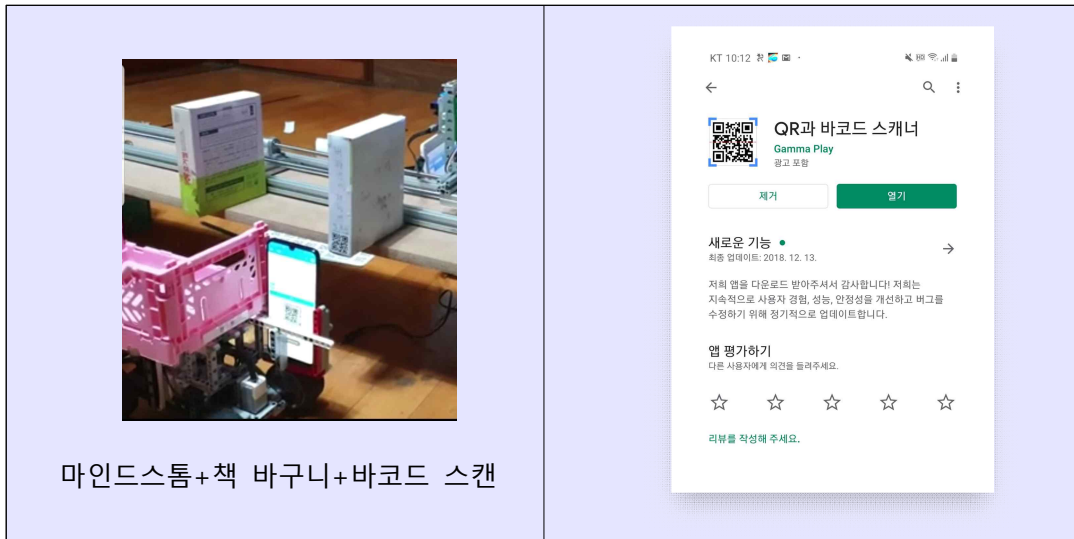 마인드스톰+책 바구니+바코드 스캔
KT 10:12
QR과 바코드 스캐너
Gamma Play
광고 포함
제거
열기
새로운 기능
최종 업데이트: 2018. 12. 13.
저희 앱을 다운로드 받아주셔서 감사합니다! 저희는
지속적으로 사용자 경험, 성능, 안정성을 개선하고 버그를
수정하기 위해 정기적으로 업데이트합니다.
앱 평가하기
다른 사용자에게 의견을 들려주세요.
리뷰를 작성해 주세요.